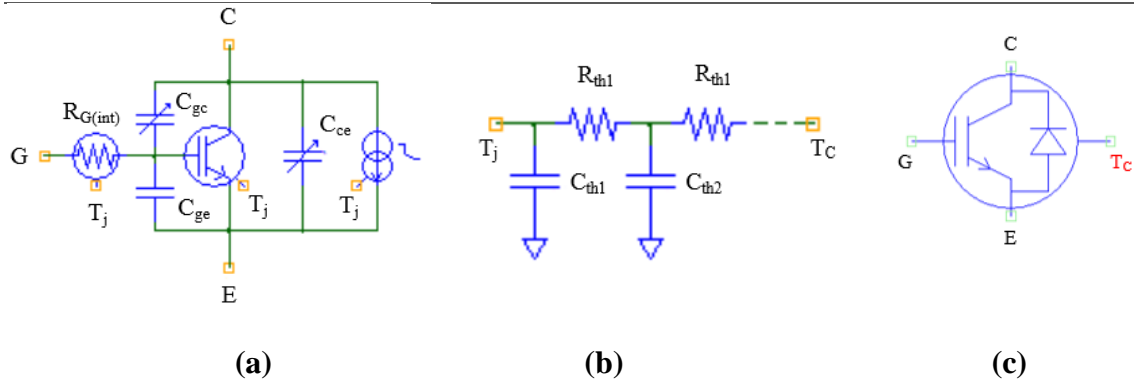 C
R_G(int)
C_gc
C_ce
G
T_j
C_ge
T_j
T_j
E
(a)
R_th1
R_th1
T_j
T_C
C_th1
C_th2
(b)
C
G
T_C
E
(c)